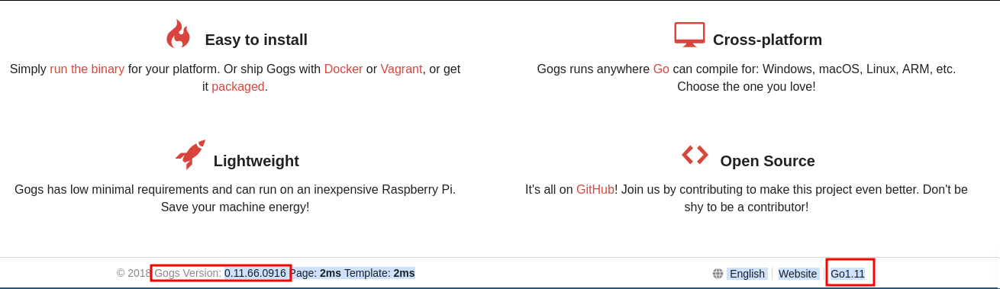 Easy to install
Simply run the binary for your platform. Or ship Gogs with Docker or Vagrant, or get
it packaged.
Cross-platform
Gogs runs anywhere Go can compile for: Windows, macOS, Linux, ARM, etc.
Choose the one you love!
Lightweight
Gogs has low minimal requirements and can run on an inexpensive Raspberry Pi.
Save your machine energy!
Open Source
It's all on GitHub! Join us by contributing to make this project even better. Don't be
shy to be a contributor!
© 2018 Gogs Version: 0.11.66.0916 Page: 2ms Template: 2ms
English Website Go1.11